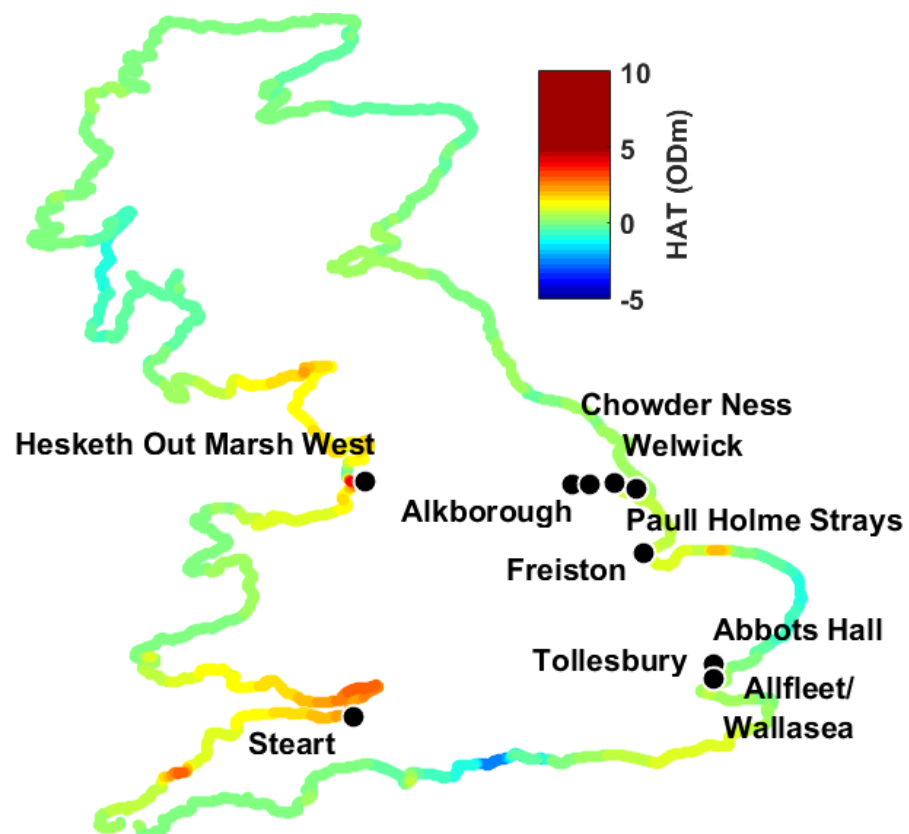 10
5
0
-5
HAT (ODm)
Chowder Ness
Welwick
Hesketh Out Marsh West
Alkborough
Paull Holme Strays
Freiston
Abbots Hall
Tollesbury
Allfleet/
Wallasea
Steart